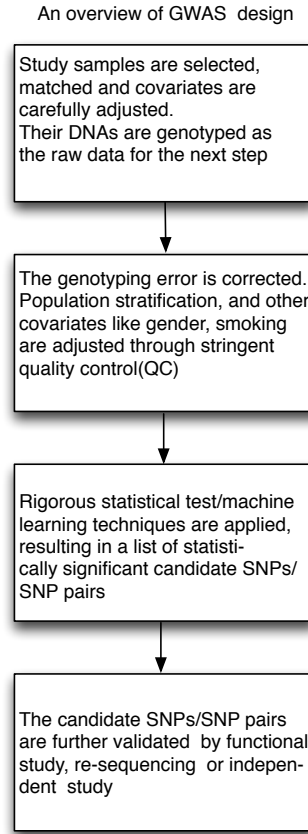 An overview of GWAS design
Study samples are selected,
matched and covariates are
carefully adjusted.
Their DNAs are genotyped as
the raw data for the next step
The genotyping error is corrected.
Population stratification, and other
covariates like gender, smoking
are adjusted through stringent
quality control(QC)
Rigorous statistical test/machine
learning techniques are applied,
resulting in a list of statisti-
cally significant candidate SNPs/
SNP pairs
The candidate SNPs/SNP pairs
are further validated by functional
study, re-sequencing or indepen-
dent study